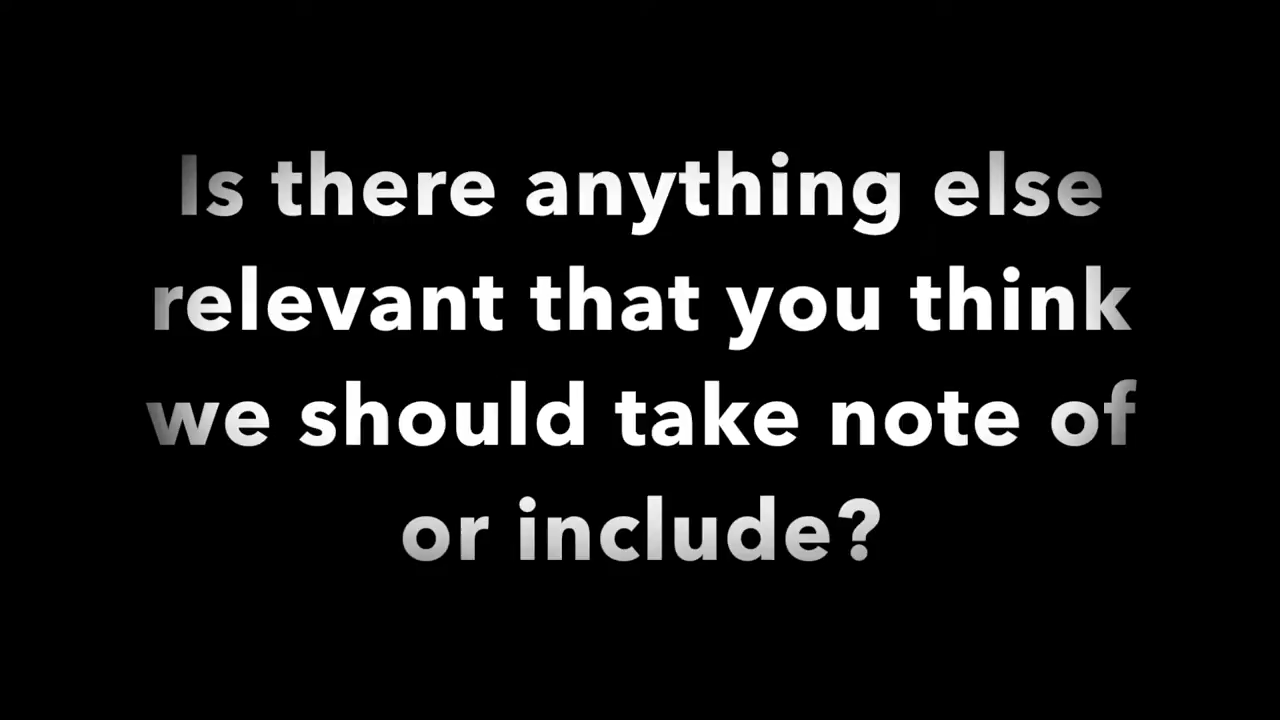 Is there anything else
relevant that you think
we should take note of
or include?